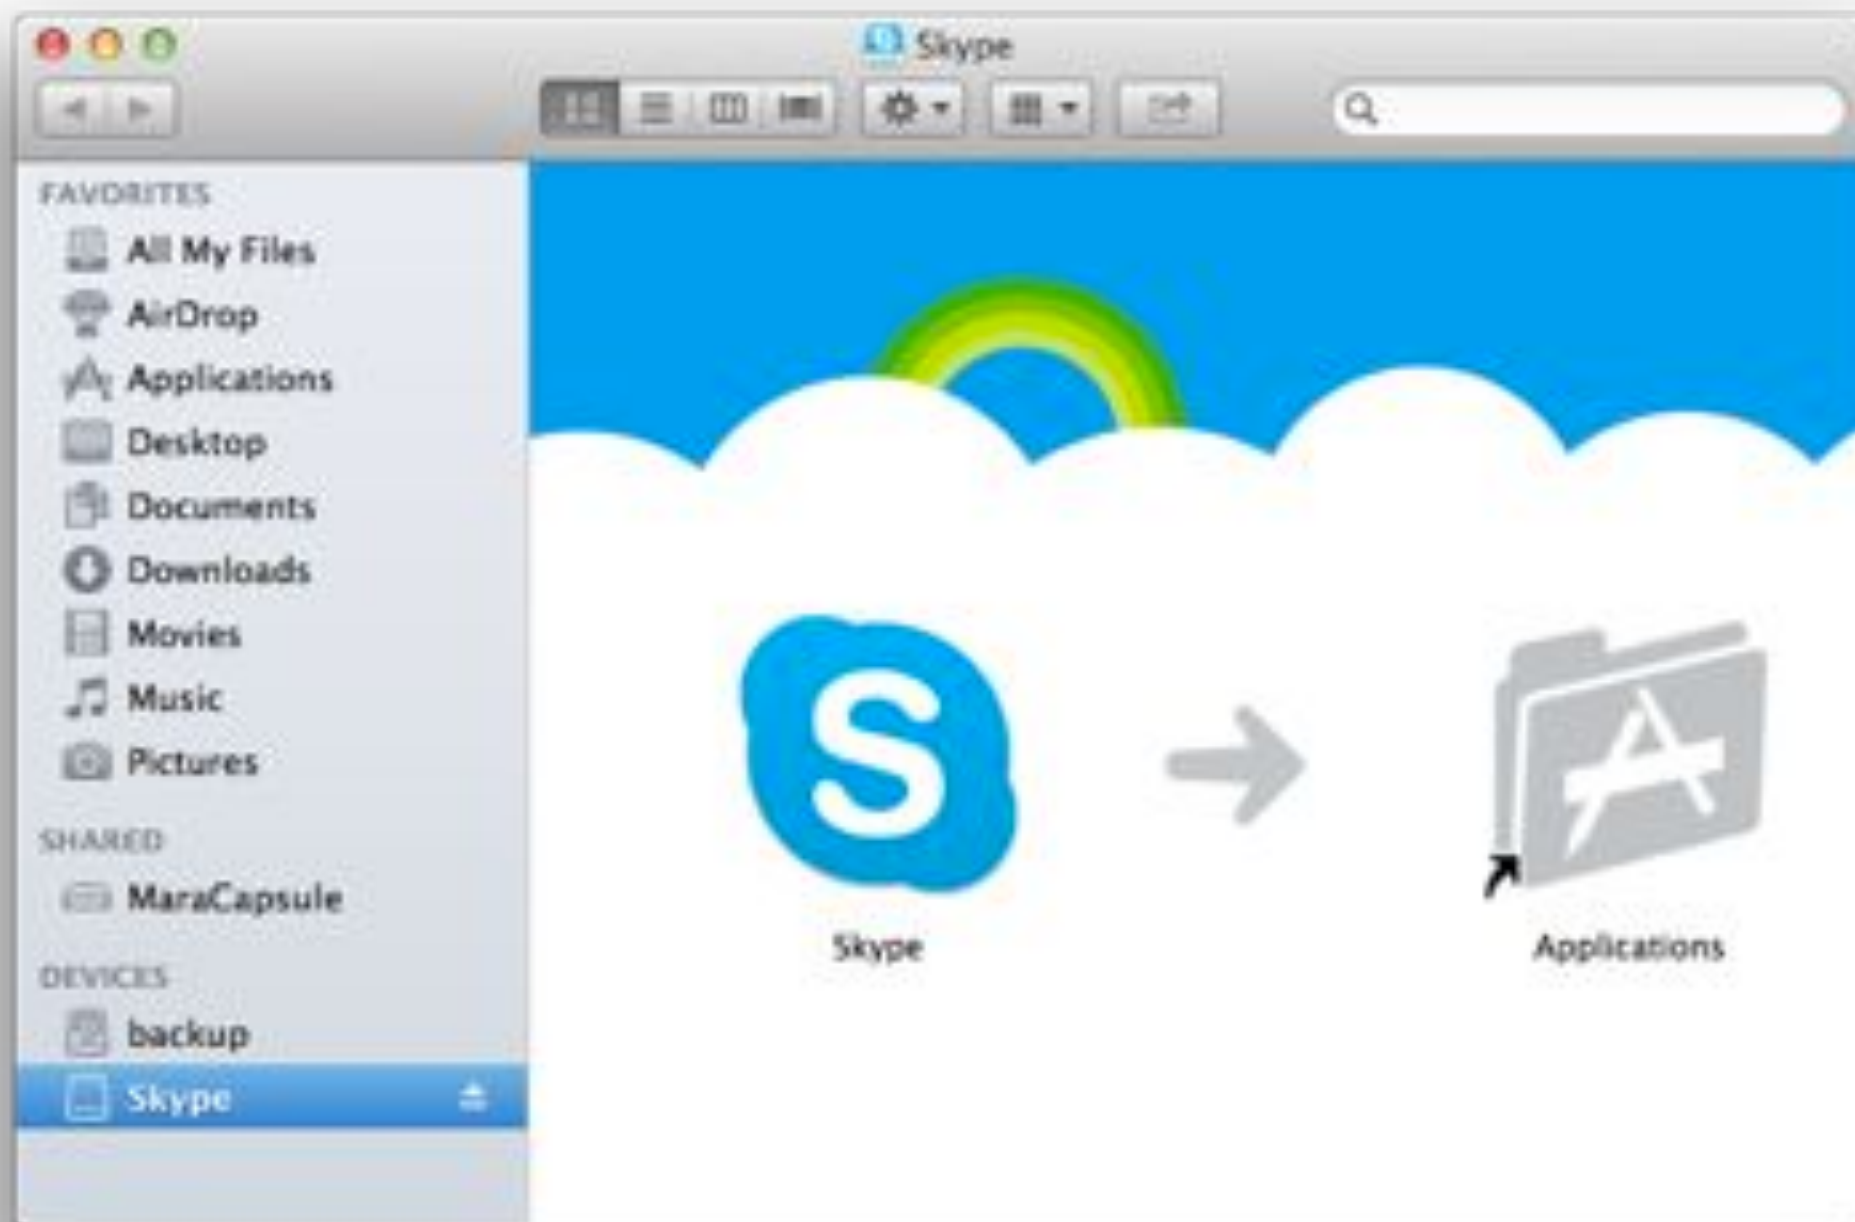 Skype
FAVORITES
All My Files
AirDrop
Applications
Desktop
Documents
Downloads
Movies
Music
Pictures
SHARED
MaraCapsule
DEVICES
backup
Skype
S
Skype
Applications